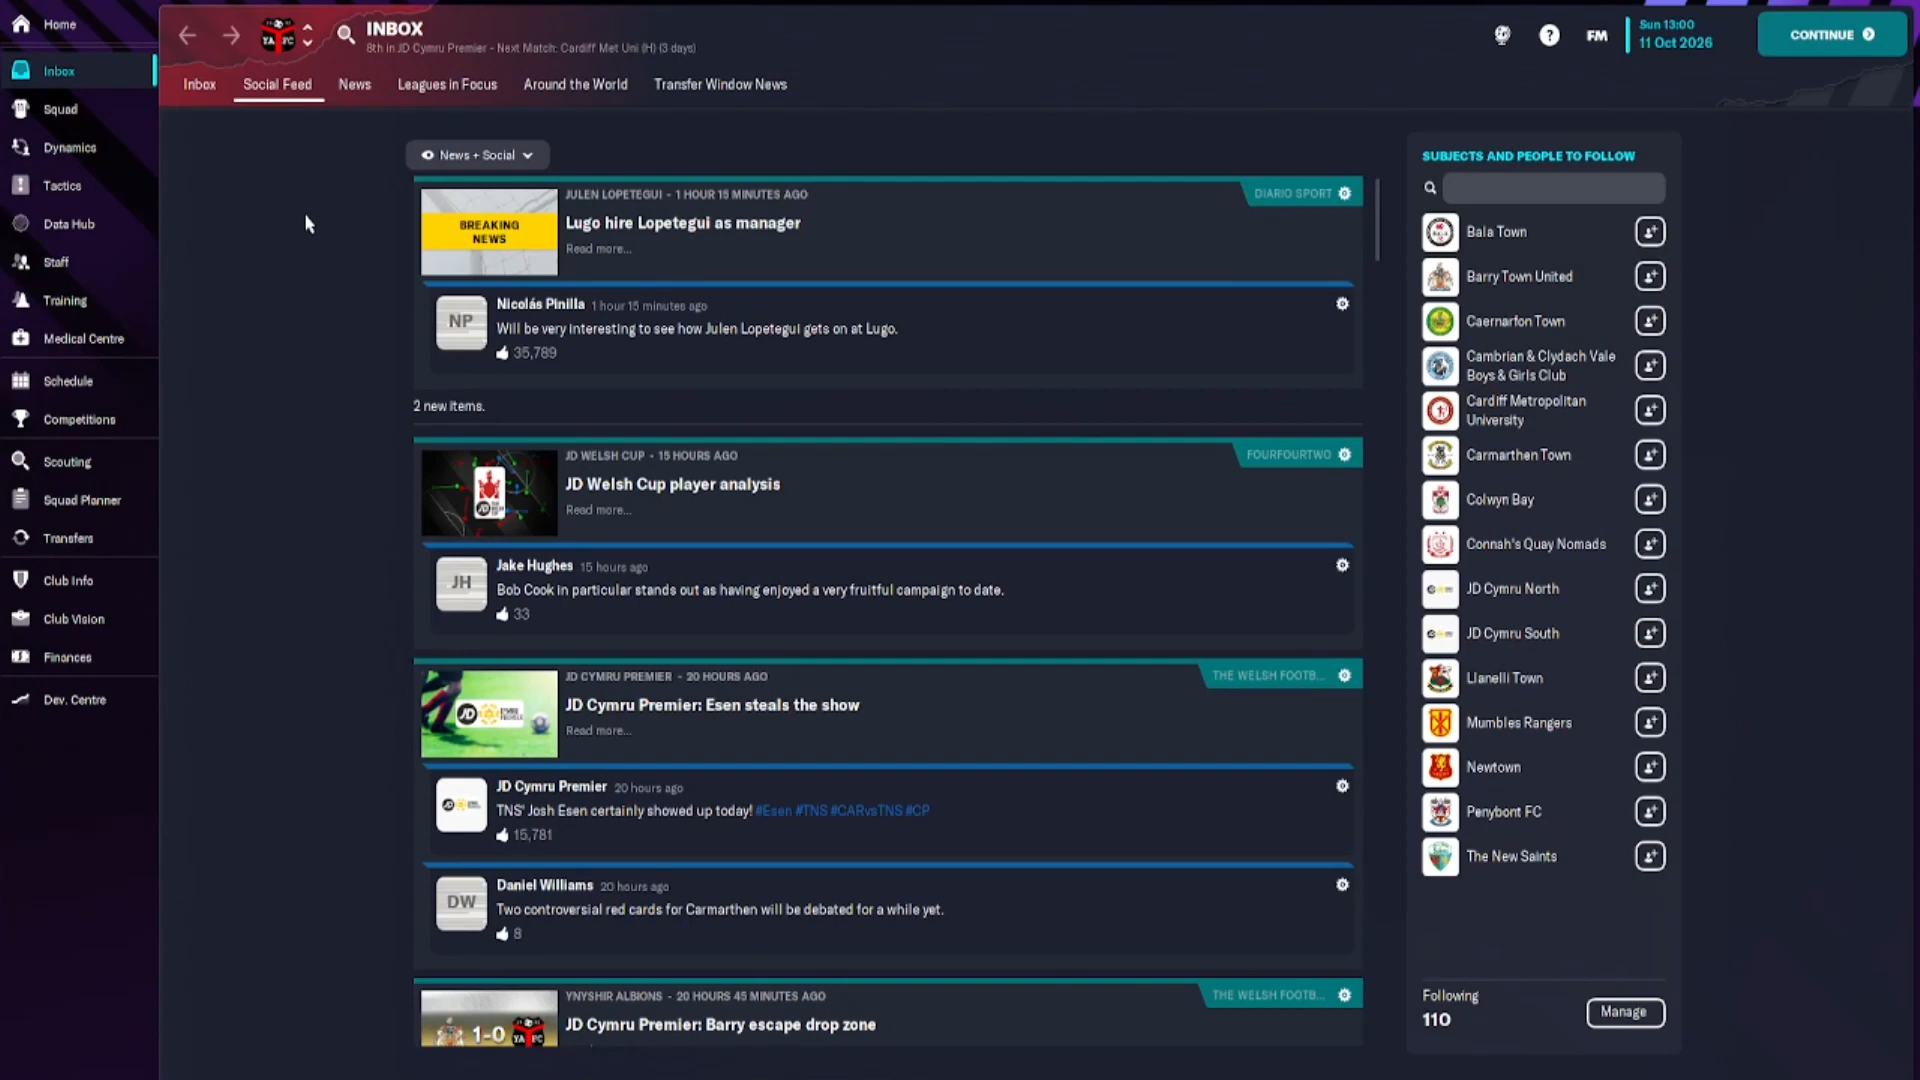 Home
Inbox
Squad
Dynamics
Tactics
Data Hub
Staff
Training
Medical Centre
Schedule
Competitions
Scouting
Squad Planner
Transfers
Club Info
Club Vision
Finances
Dev. Centre
YA FC
INBOX
8th in JD Cymru Premier - Next Match: Cardiff Met Uni (H) (3 days)
FM
Sun 13:00
11 Oct 2026
CONTINUE
Inbox
Social Feed
News
Leagues in Focus
Around the World
Transfer Window News
News + Social
BREAKING
NEWS
JULEN LOPETEGUI - 1 HOUR 15 MINUTES AGO
DIARIO SPORT
Lugo hire Lopetegui as manager
Read more...
NP
Nicolás Pinilla 1 hour 15 minutes ago
Will be very interesting to see how Julen Lopetegui gets on at Lugo.
35,789
2 new items.
JD WELSH CUP - 15 HOURS AGO
FOURFOURTWO
JD Welsh Cup player analysis
Read more...
JH
Jake Hughes 15 hours ago
Bob Cook in particular stands out as having enjoyed a very fruitful campaign to date.
33
JD CYMRU PREMIER - 20 HOURS AGO
THE WELSH FOOTB...
JD Cymru Premier: Esen steals the show
Read more...
JD
JD Cymru Premier 20 hours ago
TNS' Josh Esen certainly showed up today! #Esen #TNS #CARvsTNS #CP
15,781
DW
Daniel Williams 20 hours ago
Two controversial red cards for Carmarthen will be debated for a while yet.
8
YNYSHIR ALBIONS - 20 HOURS 45 MINUTES AGO
THE WELSH FOOTB...
JD Cymru Premier: Barry escape drop zone
1-0
YA FC
SUBJECTS AND PEOPLE TO FOLLOW
Bala Town
Barry Town United
Caernarfon Town
Cambrian & Clydach Vale
Boys & Girls Club
Cardiff Metropolitan
University
Carmarthen Town
Colwyn Bay
Connah's Quay Nomads
JD Cymru North
JD Cymru South
Llanelli Town
Mumbles Rangers
Newtown
Penybont FC
The New Saints
Following
110
Manage